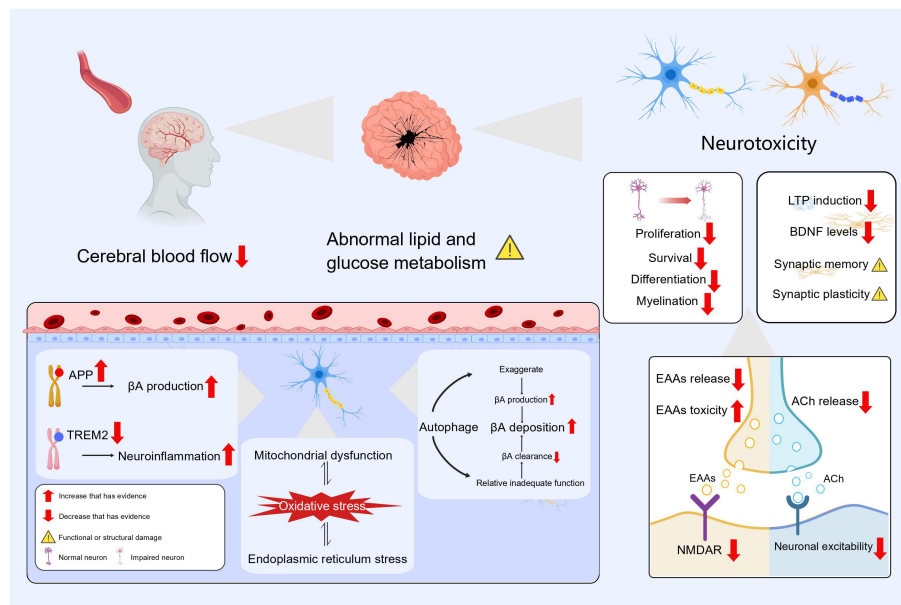 Neurotoxicity
Cerebral blood flow
Abnormal lipid and
glucose metabolism
Proliferation
Survival
Differentiation
Myelination
LTP induction
BDNF levels
Synaptic memory
Synaptic plasticity
APP
βA production
TREM2
Neuroinflammation
Increase that has evidence
Decrease that has evidence
Functional or structural damage
Normal neuron
Impaired neuron
Mitochondrial dysfunction
Oxidative stress
Endoplasmic reticulum stress
Exaggerate
βA production
Autophagy
βA deposition
βA clearance
Relative inadequate function
EAAs release
EAAs toxicity
ACh release
EAAs
ACh
NMDAR
Neuronal excitability